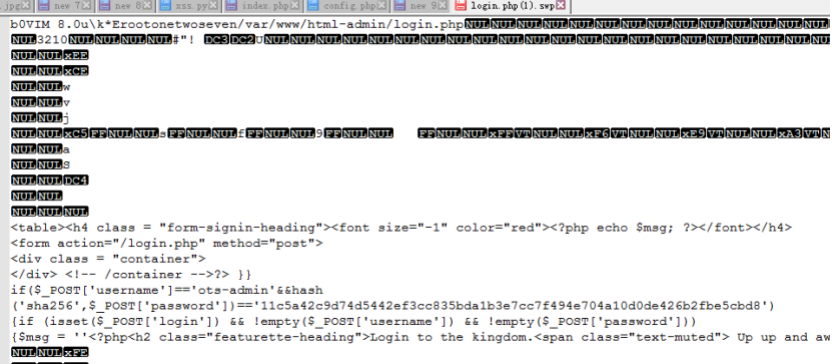 .jpg new 7 new 8 xss.py index.php config.php new 9 login.php(1).swp
b0VIM 8.0u\k*Erootonetwoseven/var/www/html-admin/login.phpNULNULNULNULNULNULNULNULNULNULNULNULNULNUL
NUL3210NULNULNULNUL#"! DC3DC2UNULNULNULNULNULNULNULNULNULNULNULNULNULNULNULNULNULNULNULNULNULNUL
NULNULxEE
NULNULxCE
NULNULw
NULNULv
NULNULj
NULNULxC5FFNULNULsFFNULNULfFFNULNUL9FFNULNUL FFNULNULxFFVTNULNULxF6VTNULNULxE9VTNULNULxA3VTN
NULNULa
NULNULS
NULNULDC4
NULNUL
NULNULNUL
<table><h4 class = "form-signin-heading"><font size="-1" color="red"><?php echo $msg; ?></font></h4>
<form action="/login.php" method="post">
<div class = "container">
</div> <!-- /container -->?> }}
if($_POST['username']=='ots-admin'&&hash
('sha256',$_POST['password'])=='11c5a42c9d74d5442ef3cc835bda1b3e7cc7f494e704a10d0de426b2fbe5cbd8')
{if (isset($_POST['login']) && !empty($_POST['username']) && !empty($_POST['password']))
{$msg = ''<?php<h2 class="featurette-heading">Login to the kingdom.<span class="text-muted"> Up up and aw
NULNULxFE